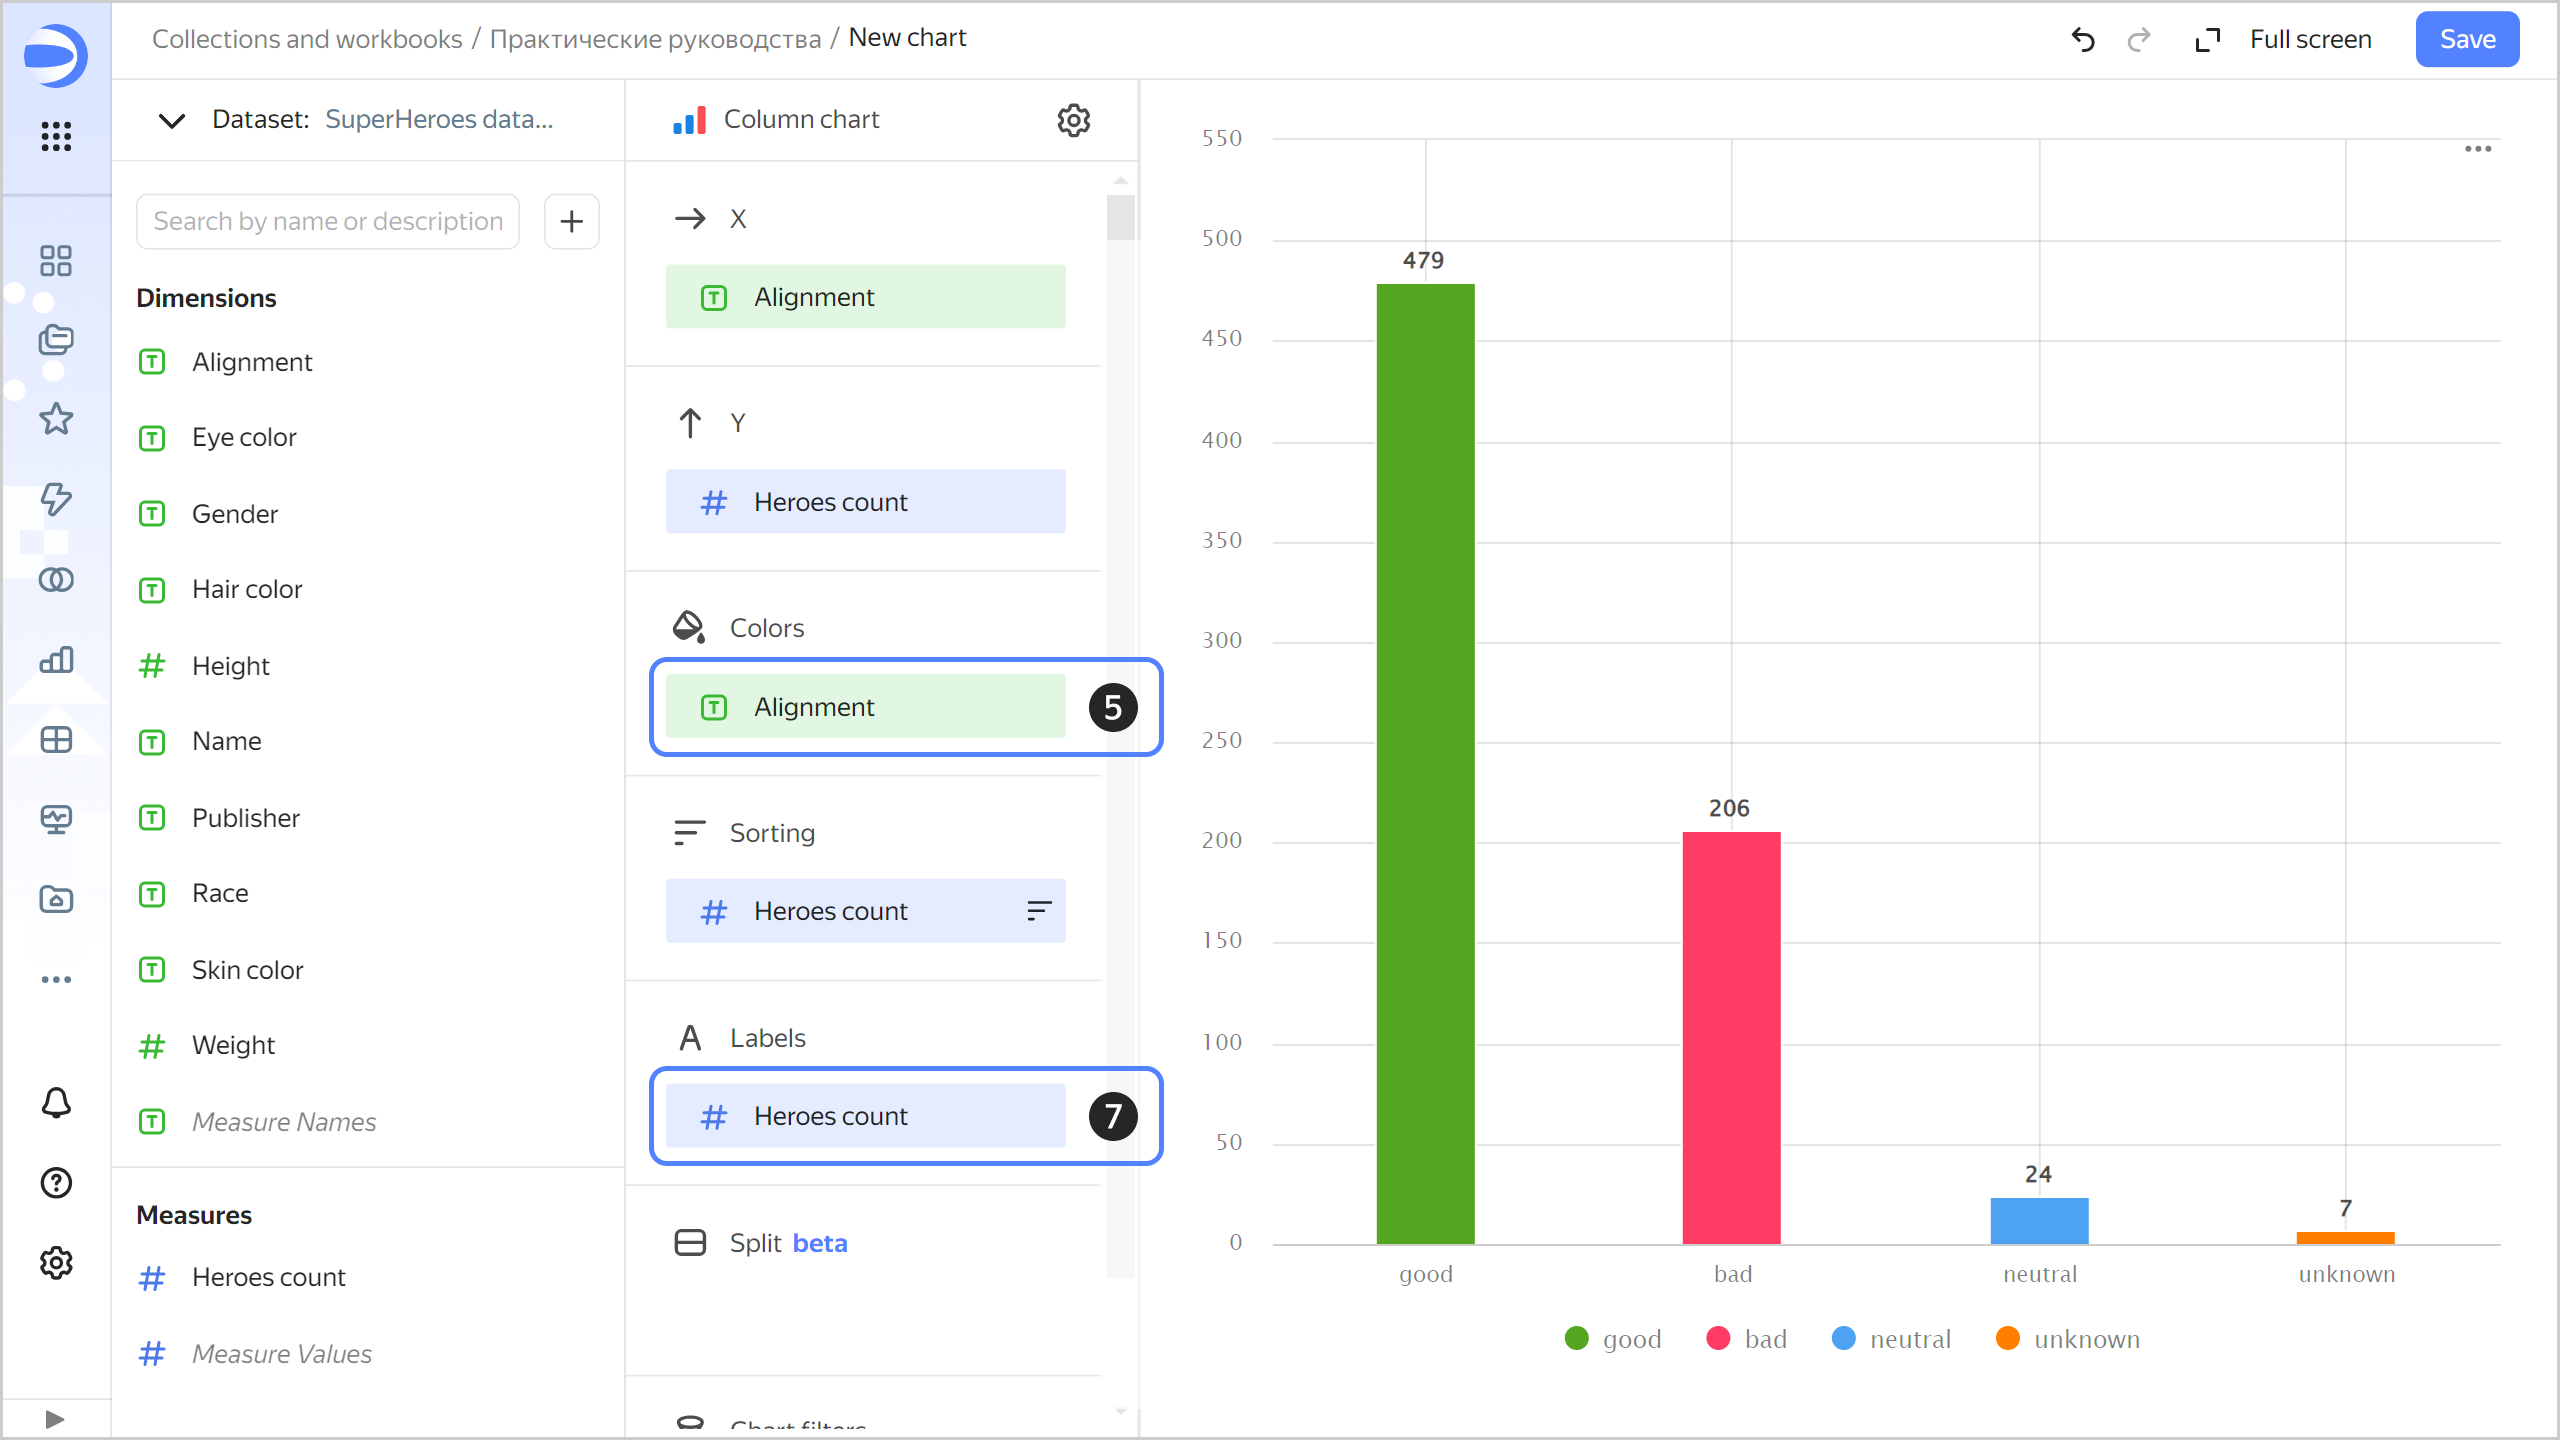 Collections and workbooks / Практические руководства / New chart
Full screen
Save
Dataset: SuperHeroes data...
Search by name or description
Dimensions
Alignment
Eye color
Gender
Hair color
Height
Name
Publisher
Race
Skin color
Weight
Measure Names
Measures
Heroes count
Measure Values
Column chart
X
Alignment
Y
Heroes count
Colors
Alignment
5
Sorting
Heroes count
Labels
Heroes count
7
Split beta
Chart filters
550
500
450
400
350
300
250
200
150
100
50
0
479
206
24
7
good bad neutral unknown
good bad neutral unknown